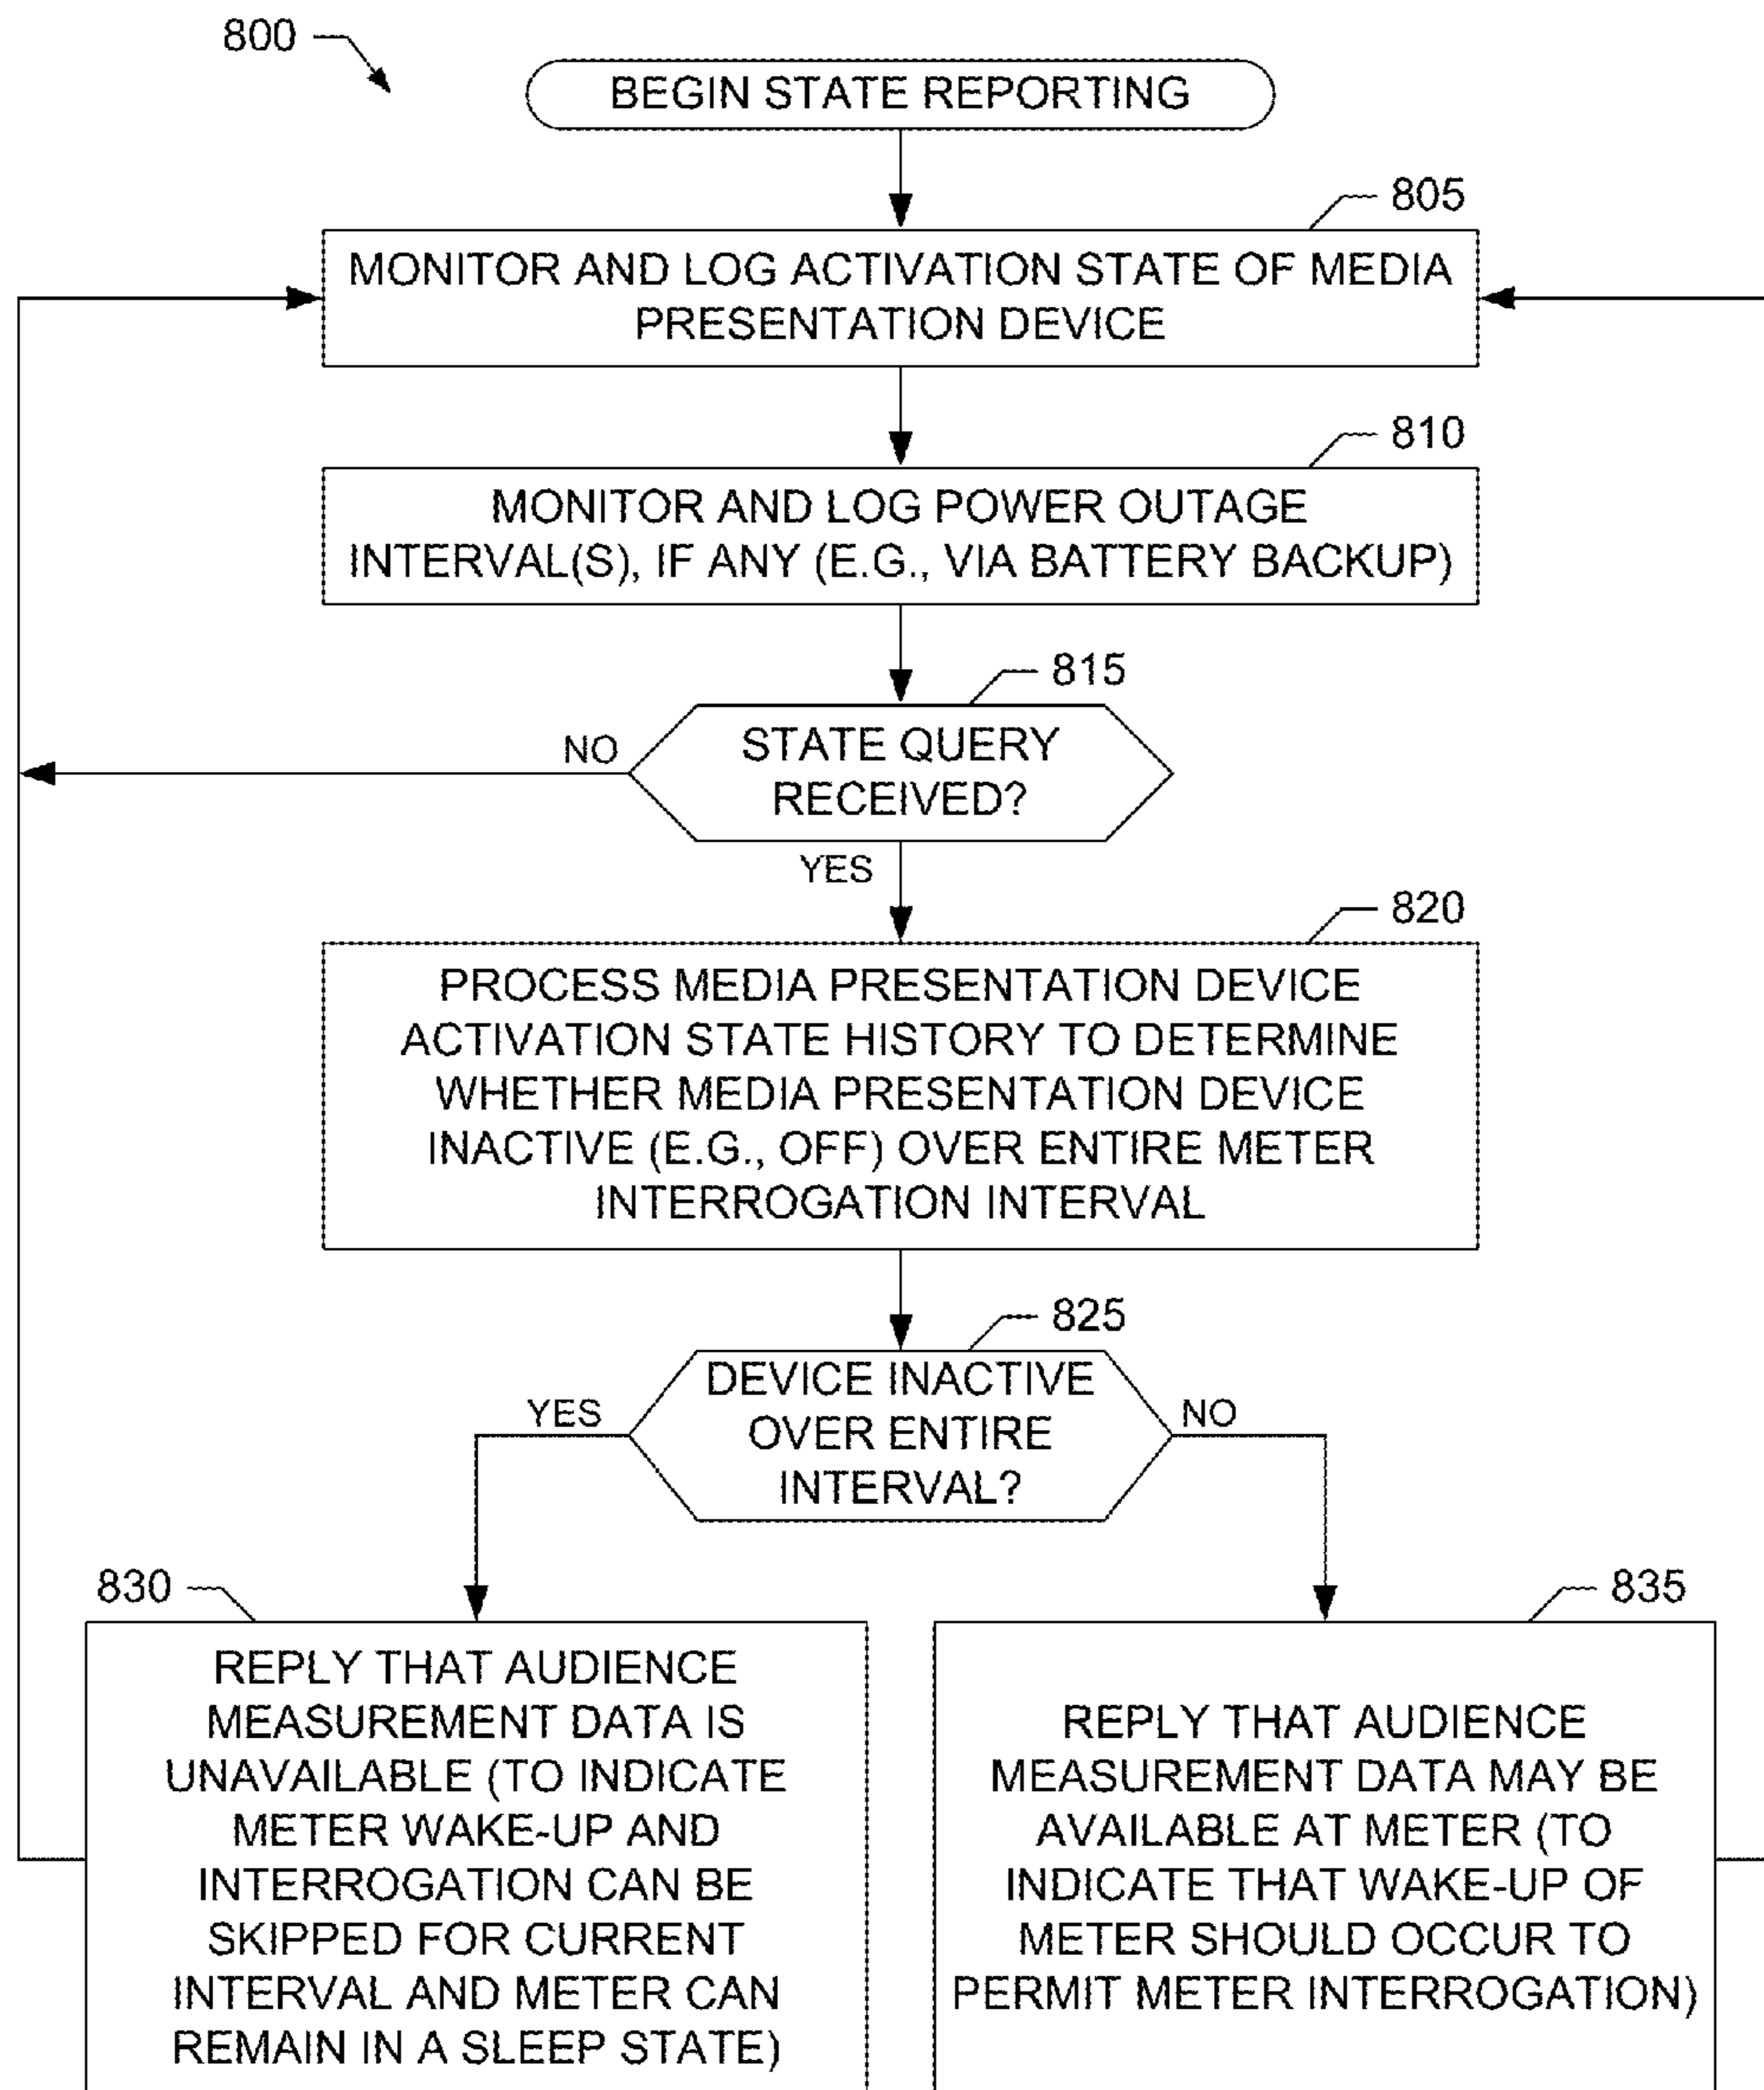 800
BEGIN STATE REPORTING
805
MONITOR AND LOG ACTIVATION STATE OF MEDIA
PRESENTATION DEVICE
810
MONITOR AND LOG POWER OUTAGE
INTERVAL(S), IF ANY (E.G., VIA BATTERY BACKUP)
815
STATE QUERY
RECEIVED?
NO
YES
820
PROCESS MEDIA PRESENTATION DEVICE
ACTIVATION STATE HISTORY TO DETERMINE
WHETHER MEDIA PRESENTATION DEVICE
INACTIVE (E.G., OFF) OVER ENTIRE METER
INTERROGATION INTERVAL
825
DEVICE INACTIVE
OVER ENTIRE
INTERVAL?
YES
NO
830
REPLY THAT AUDIENCE
MEASUREMENT DATA IS
UNAVAILABLE (TO INDICATE
METER WAKE-UP AND
INTERROGATION CAN BE
SKIPPED FOR CURRENT
INTERVAL AND METER CAN
REMAIN IN A SLEEP STATE)
835
REPLY THAT AUDIENCE
MEASUREMENT DATA MAY BE
AVAILABLE AT METER (TO
INDICATE THAT WAKE-UP OF
METER SHOULD OCCUR TO
PERMIT METER INTERROGATION)